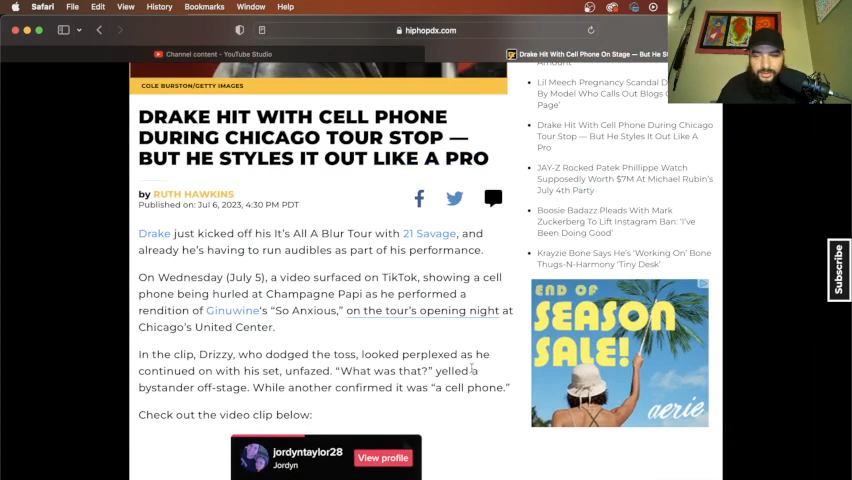 Safari File Edit View History Bookmarks Window Help
hiphopdx.com
Channel content - YouTube Studio
Drake Hit With Cell Phone On Stage — But He St
COLE BURSTON/GETTY IMAGES
DRAKE HIT WITH CELL PHONE
DURING CHICAGO TOUR STOP —
BUT HE STYLES IT OUT LIKE A PRO
by RUTH HAWKINS
Published on: Jul 6, 2023, 4:30 PM PDT
Drake just kicked off his It's All A Blur Tour with 21 Savage, and
already he's having to run audibles as part of his performance.
On Wednesday (July 5), a video surfaced on TikTok, showing a cell
phone being hurled at Champagne Papi as he performed a
rendition of Ginuwine's "So Anxious," on the tour's opening night at
Chicago's United Center.
In the clip, Drizzy, who dodged the toss, looked perplexed as he
continued on with his set, unfazed. "What was that?" yelled a
bystander off-stage. While another confirmed it was "a cell phone."
Check out the video clip below:
jordyntaylor28
Jordyn
View profile
Amount
Lil Meech Pregnancy Scandal D
By Model Who Calls Out Blogs
Page'
Drake Hit With Cell Phone During Chicago
Tour Stop — But He Styles It Out Like A
Pro
JAY-Z Rocked Patek Phillippe Watch
Supposedly Worth $7M At Michael Rubin's
July 4th Party
Boosie Badazz Pleads With Mark
Zuckerberg To Lift Instagram Ban: 'I've
Been Doing Good'
Krayzie Bone Says He's 'Working On' Bone
Thugs-N-Harmony 'Tiny Desk'
END OF
SEASON
SALE!
aerie
Subscribe